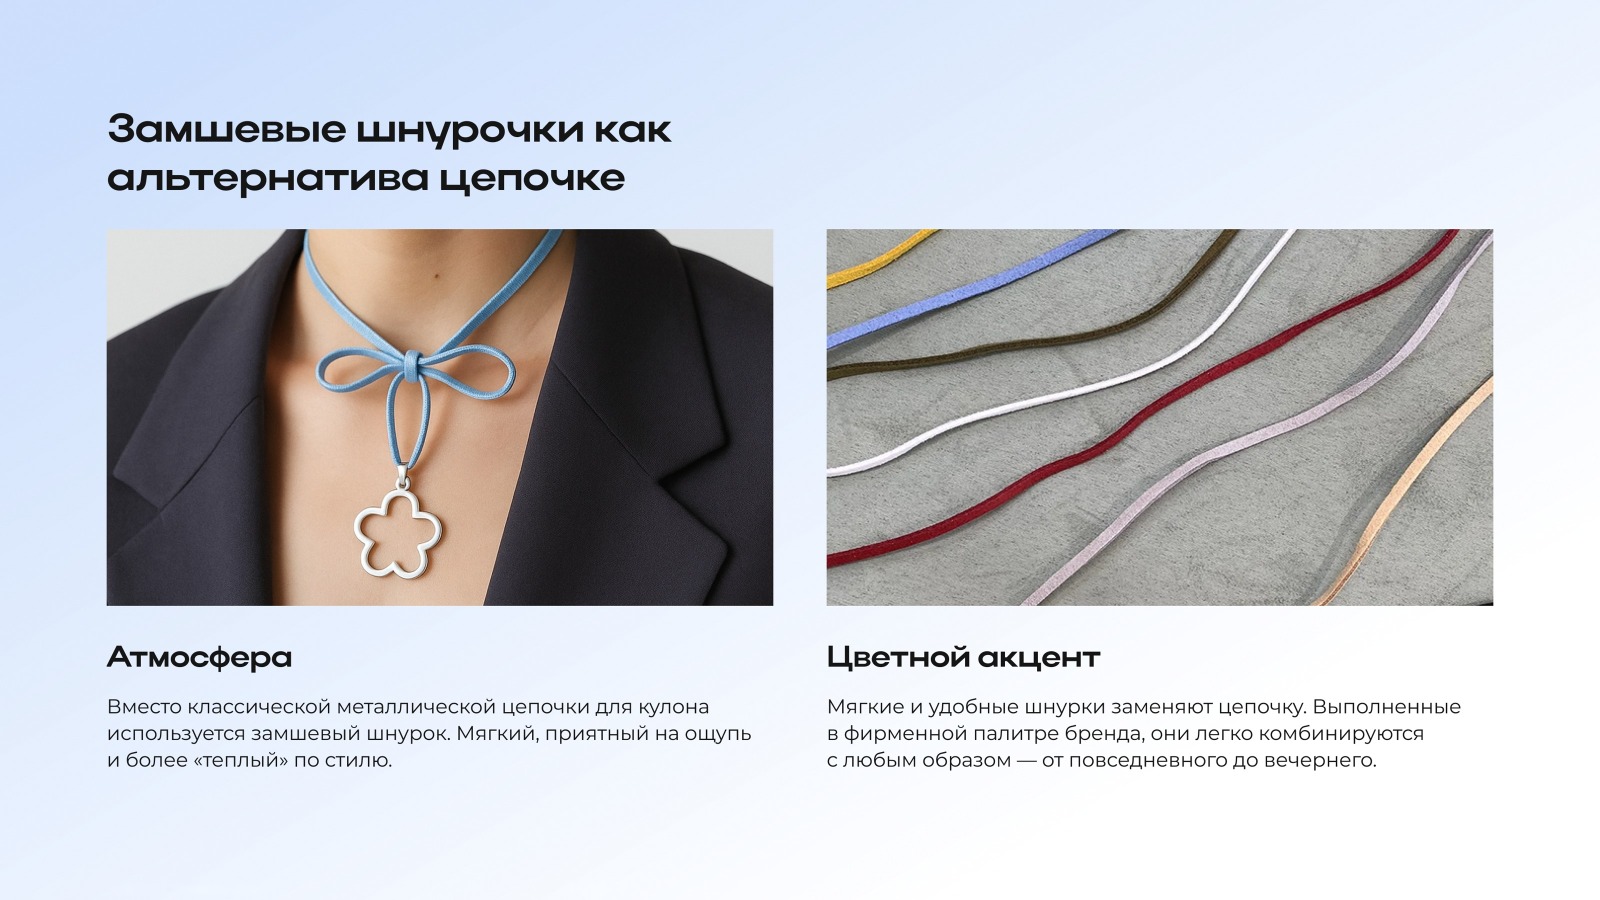 Замшевые шнурочки как
альтернатива цепочке
Атмосфера
Вместо классической металлической цепочки для кулона
используется замшевый шнурок. Мягкий, приятный на ощупь
и более «теплый» по стилю.
Цветной акцент
Мягкие и удобные шнурки заменяют цепочку. Выполненные
в фирменной палитре бренда, они легко комбинируются
с любым образом — от повседневного до вечернего.